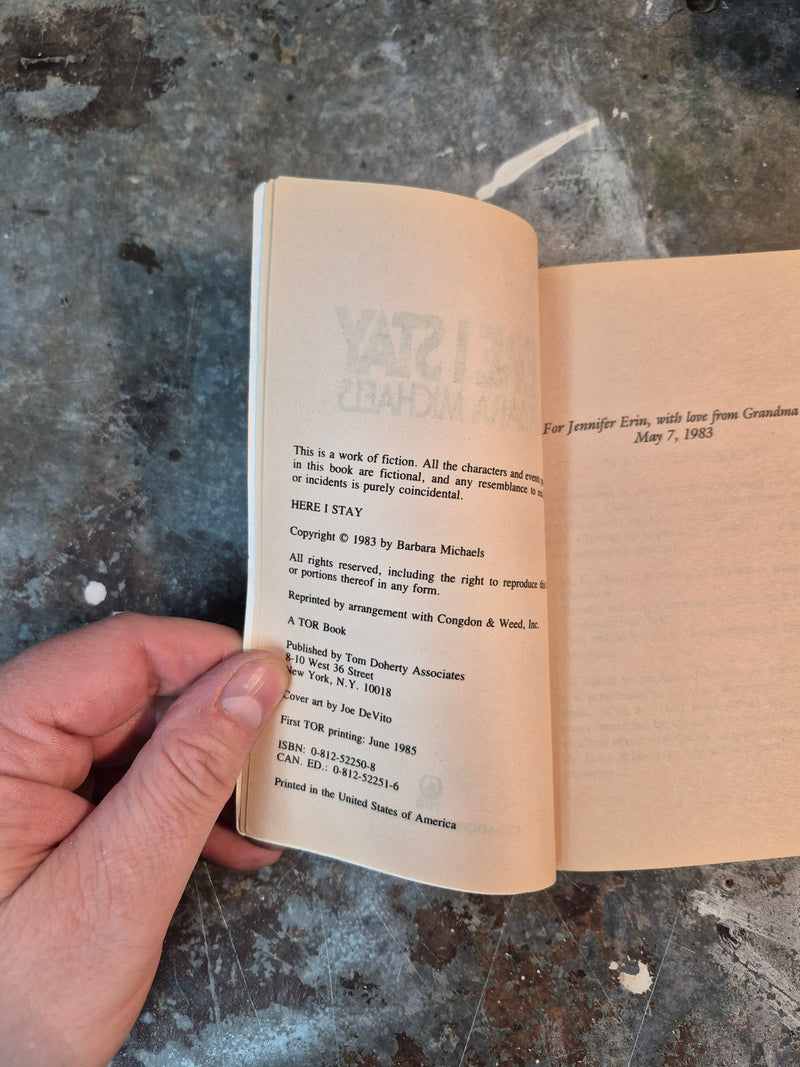 This is a work of fiction. All the characters and events
in this book are fictional, and any resemblance to
or incidents is purely coincidental.
HERE I STAY
Copyright © 1983 by Barbara Michaels
All rights reserved, including the right to reproduce
or portions thereof in any form.
Reprinted by arrangement with Congdon & Weed, Inc.
A TOR Book
Published by Tom Doherty Associates
8-10 West 36 Street
New York, N.Y. 10018
Cover art by Joe DeVito
First TOR printing: June 1985
ISBN: 0-812-52250-8
CAN. ED.: 0-812-52251-6
Printed in the United States of America
For Jennifer Erin, with love from Grandma
May 7, 1983